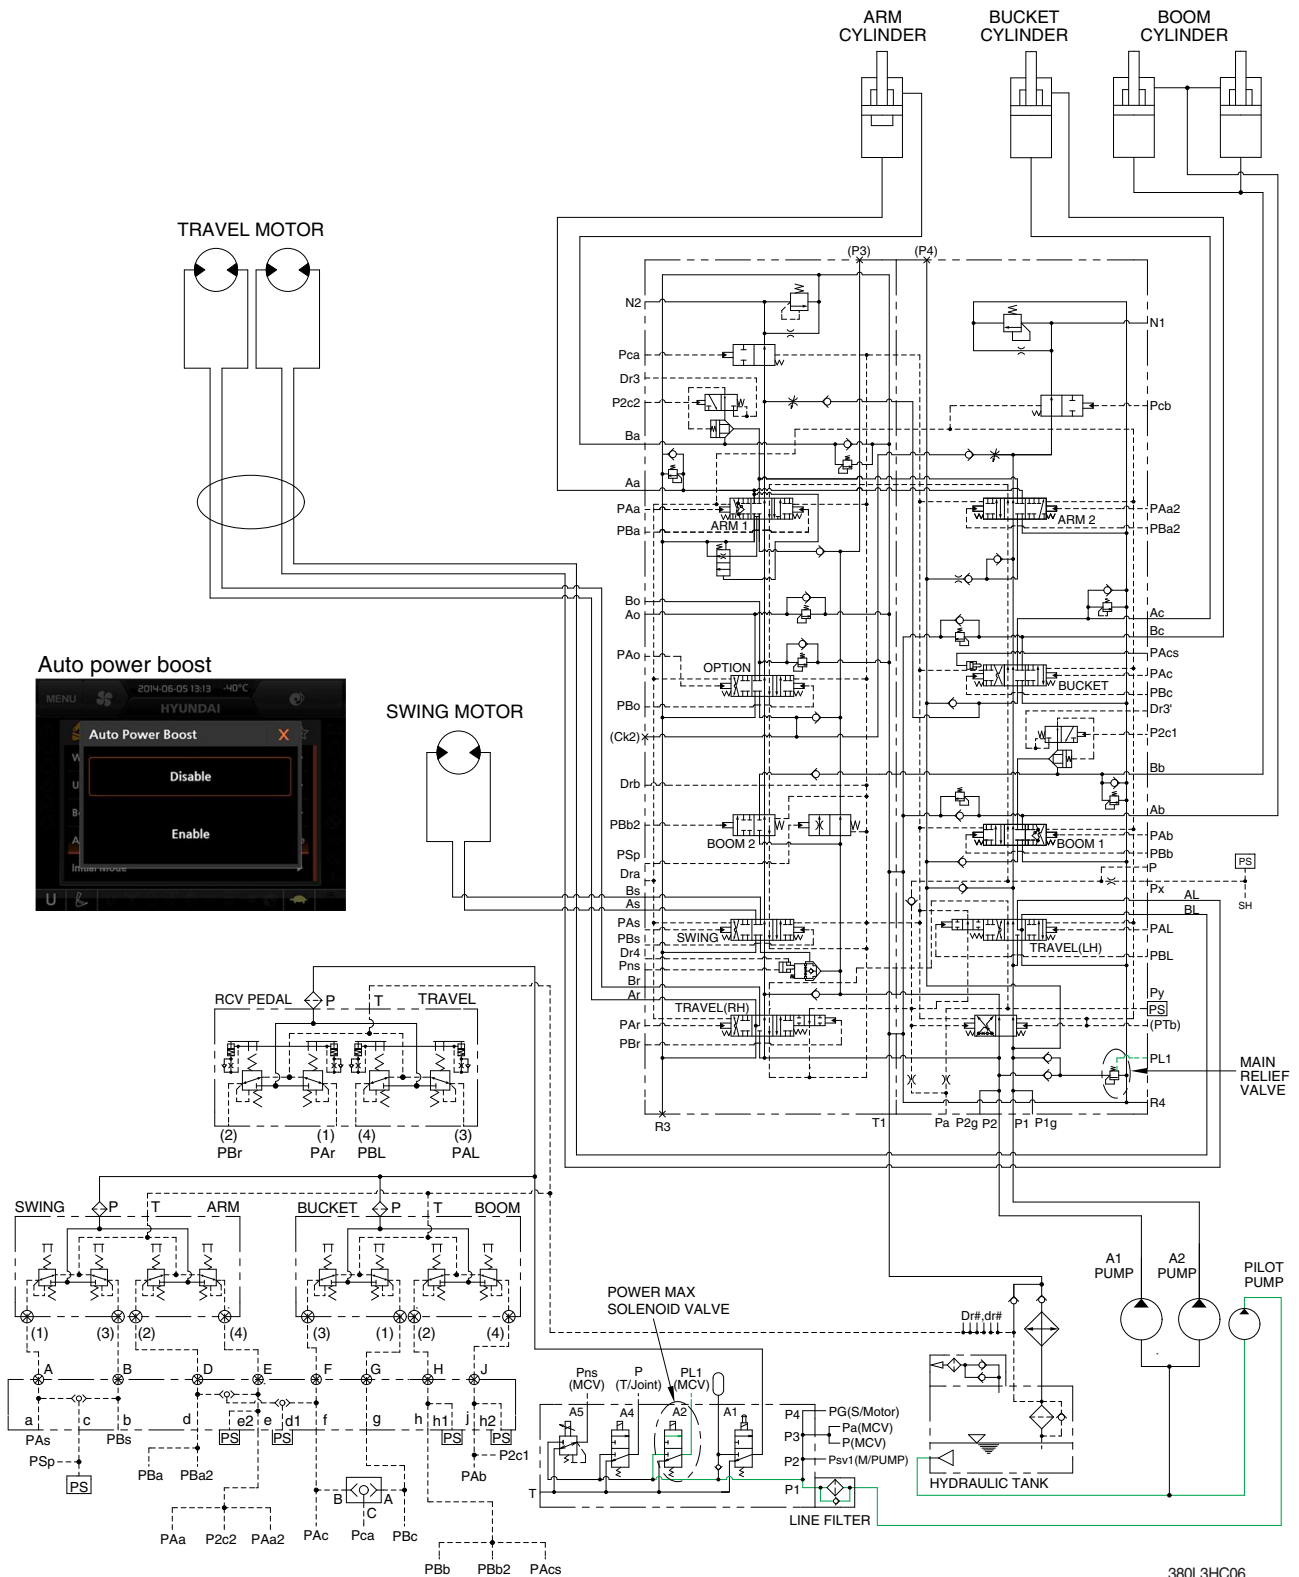 ARM
CYLINDER
BUCKET
CYLINDER
BOOM
CYLINDER
TRAVEL MOTOR
(P3)
(P4)
N2
N1
Pca
Dr3
P2c2
Pcb
Ba
Aa
PAa
ARM 1
PBa
ARM 2
PAa2
PBa2
Bo
Ao
Ac
Bc
PAo
OPTION
PBo
PAcs
PAc
BUCKET
PBc
Dr3'
(Ck2)
P2c1
Bb
Drb
Ab
PBb2
BOOM 2
PAb
BOOM 1
PBb
PSp
P
PS
Dra
Px
SH
Bs
As
AL
BL
PAs
PBs
SWING
PAL
TRAVEL(LH)
PBL
Dr4
Pns
Br
Ar
Py
PS
TRAVEL(RH)
PAr
(PTb)
PBr
PL1
MAIN
RELIEF
VALVE
R4
R3
T1
Pa
P2g
P2
P1
P1g
Auto power boost
MENU
2014-06-05 13:13 -40°C
HYUNDAI
Auto Power Boost
X
Disable
Enable
Initial Mode
U
SWING MOTOR
RCV PEDAL
P
T
TRAVEL
(2)
(1)
(4)
(3)
PBr
PAr
PBL
PAL
SWING
P
T
ARM
BUCKET
P
T
BOOM
(1)
(3)
(2)
(4)
(3)
(1)
(2)
(4)
A
B
D
E
F
G
H
J
a
c
b
d
e2
e
d1
f
g
h
h1
j
h2
PAs
PBs
PS
PS
PS
PS
PSp
PS
PBa
PBa2
P2c1
PAb
B
A
C
PAa
P2c2
PAa2
PAc
Pca
PBc
PBb
PBb2
PAcs
POWER MAX
SOLENOID VALVE
Pns
(MCV)
P
(T/Joint)
PL1
(MCV)
A5
A4
A2
A1
T
P4
PG(S/Motor)
P3
Pa(MCV)
P(MCV)
P2
Psv1(M/PUMP)
P1
LINE FILTER
Dr#,dr#
HYDRAULIC TANK
A1
PUMP
A2
PUMP
PILOT
PUMP
380L3HC06